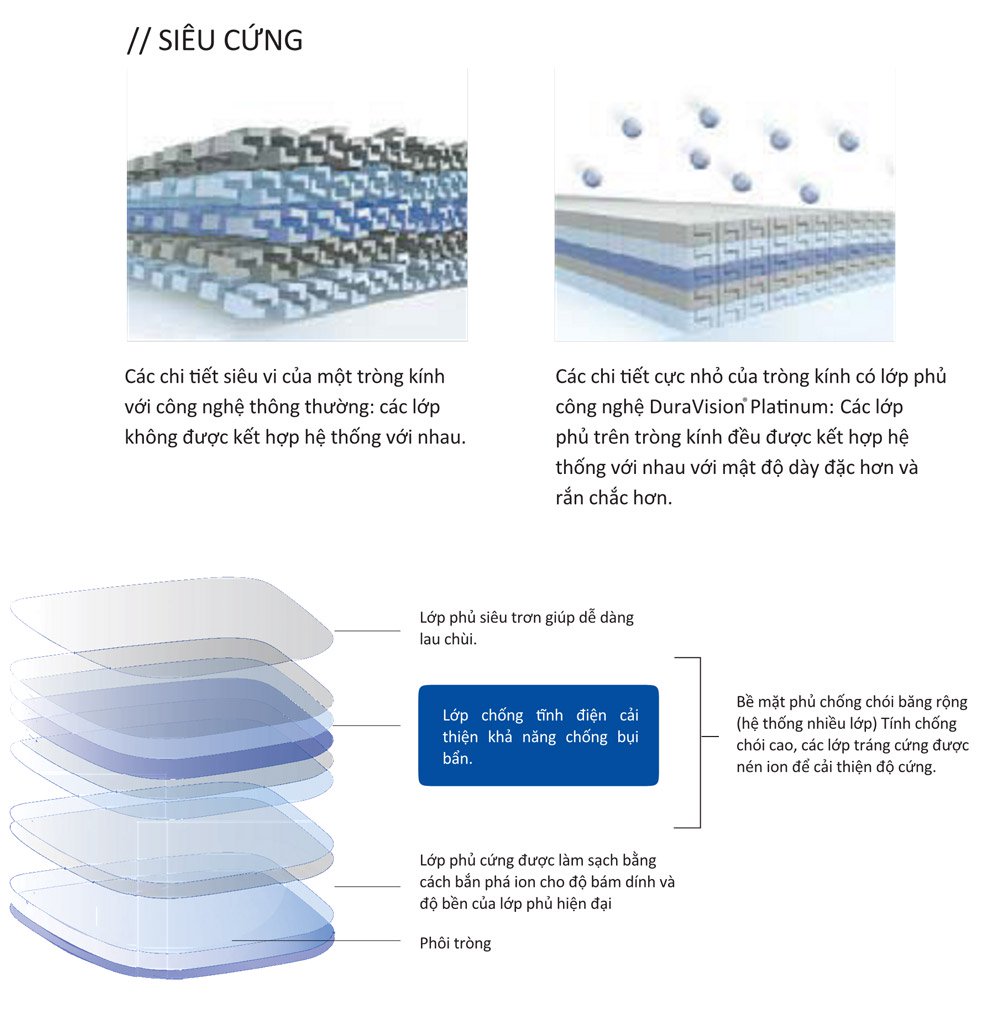 // SIÊU CỨNG
Các chi tiết siêu vi của một tròng kính
với công nghệ thông thường: các lớp
không được kết hợp hệ thống với nhau.
Các chi tiết cực nhỏ của tròng kính có lớp phủ
công nghệ DuraVision® Platinum: Các lớp
phủ trên tròng kính đều được kết hợp hệ
thống với nhau với mật độ dày đặc hơn và
rắn chắc hơn.
Lớp phủ siêu trơn giúp dễ dàng
lau chùi.
Lớp chống tĩnh điện cải
thiện khả năng chống bụi
bẩn.
Bề mặt phủ chống chói băng rộng
(hệ thống nhiều lớp) Tính chống
chói cao, các lớp tráng cứng được
nén ion để cải thiện độ cứng.
Lớp phủ cứng được làm sạch bằng
cách bắn phá ion cho độ bám dính và
độ bền của lớp phủ hiện đại
Phôi tròng